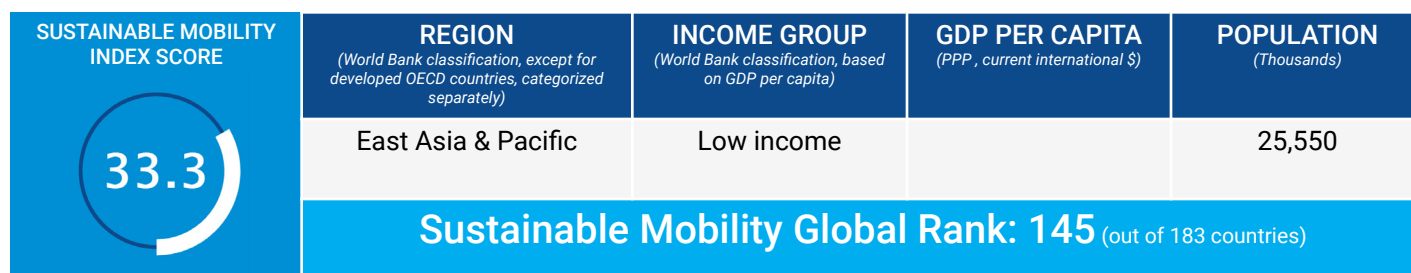 SUSTAINABLE MOBILITY
INDEX SCORE
33.3
REGION
(World Bank classification, except for
developed OECD countries, categorized
separately)
INCOME GROUP
(World Bank classification, based
on GDP per capita)
GDP PER CAPITA
(PPP , current international $)
POPULATION
(Thousands)
East Asia & Pacific
Low income
25,550
Sustainable Mobility Global Rank: 145 (out of 183 countries)